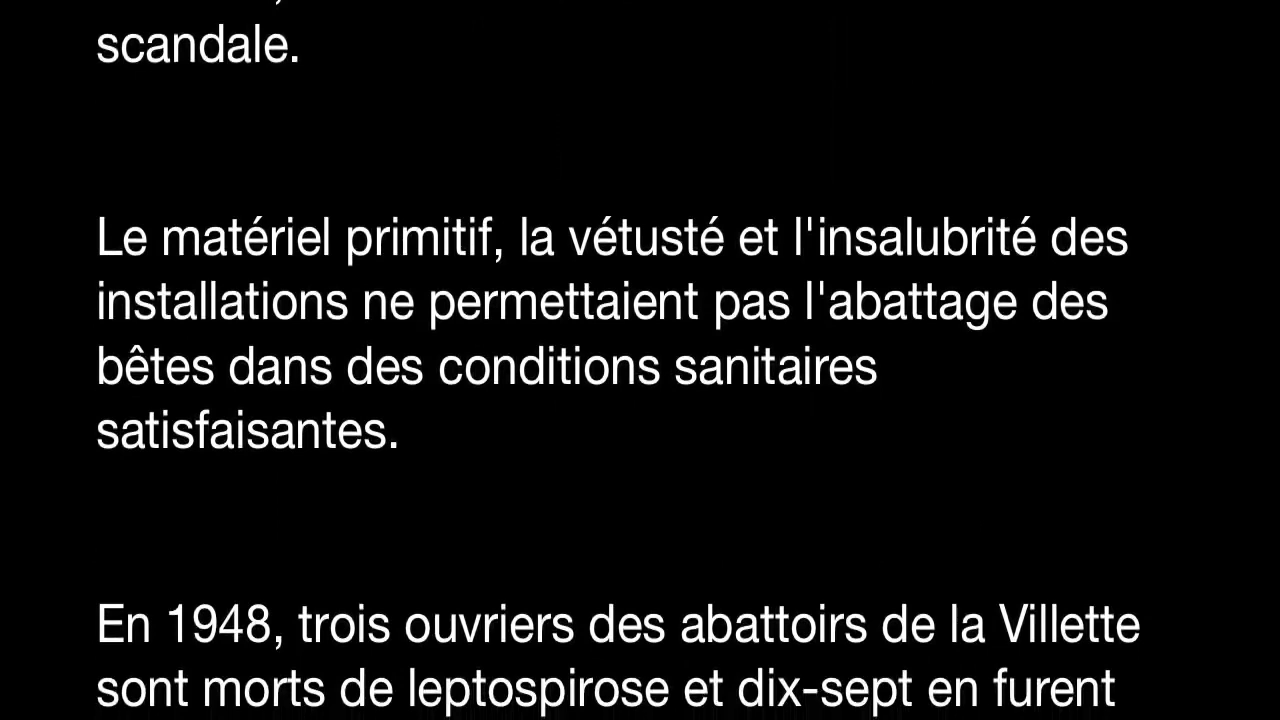 scandale.
Le matériel primitif, la vétusté et l'insalubrité des
installations ne permettaient pas l'abattage des
bêtes dans des conditions sanitaires
satisfaisantes.
En 1948, trois ouvriers des abattoirs de la Villette
sont morts de leptospirose et dix-sept en furent